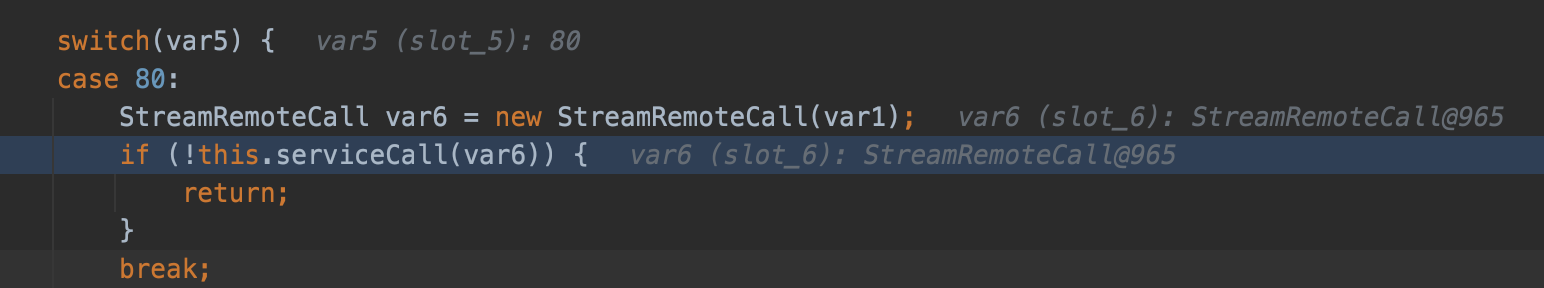 switch(var5) { var5 (slot_5): 80
case 80:
StreamRemoteCall var6 = new StreamRemoteCall(var1); var6 (slot_6): StreamRemoteCall@965
if (!this.serviceCall(var6)) { var6 (slot_6): StreamRemoteCall@965
return;
}
break;